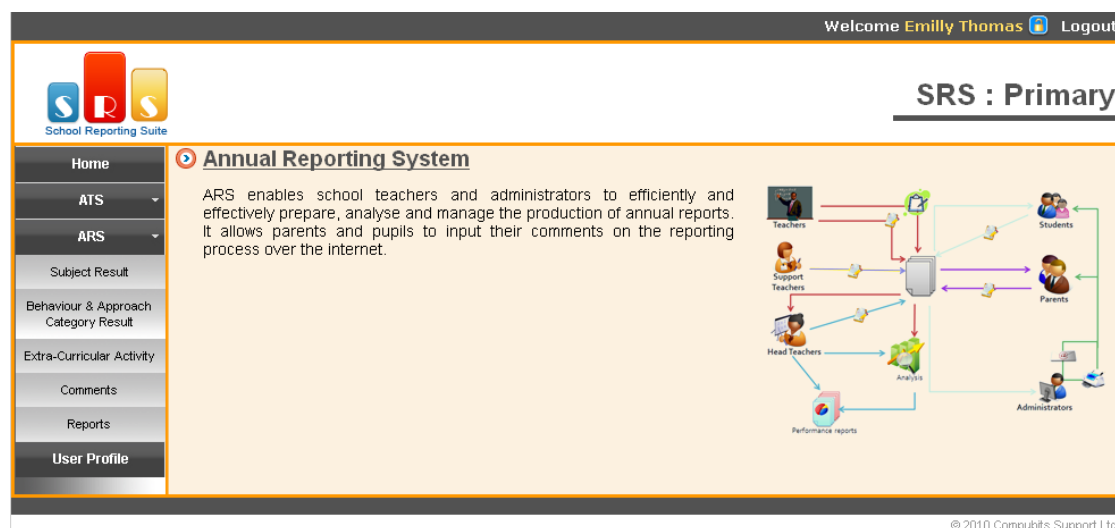 Welcome Emilly Thomas Logout
SRS
School Reporting Suite
SRS : Primary
Home
ATS
ARS
Subject Result
Behaviour & Approach
Category Result
Extra-Curricular Activity
Comments
Reports
User Profile
Annual Reporting System
ARS enables school teachers and administrators to efficiently and
effectively prepare, analyse and manage the production of annual reports.
It allows parents and pupils to input their comments on the reporting
process over the internet.
Teachers
Students
Support
Teachers
Parents
Head Teachers
Analysis
Administrators
Performance reports
© 2010 Compubits Support Ltd